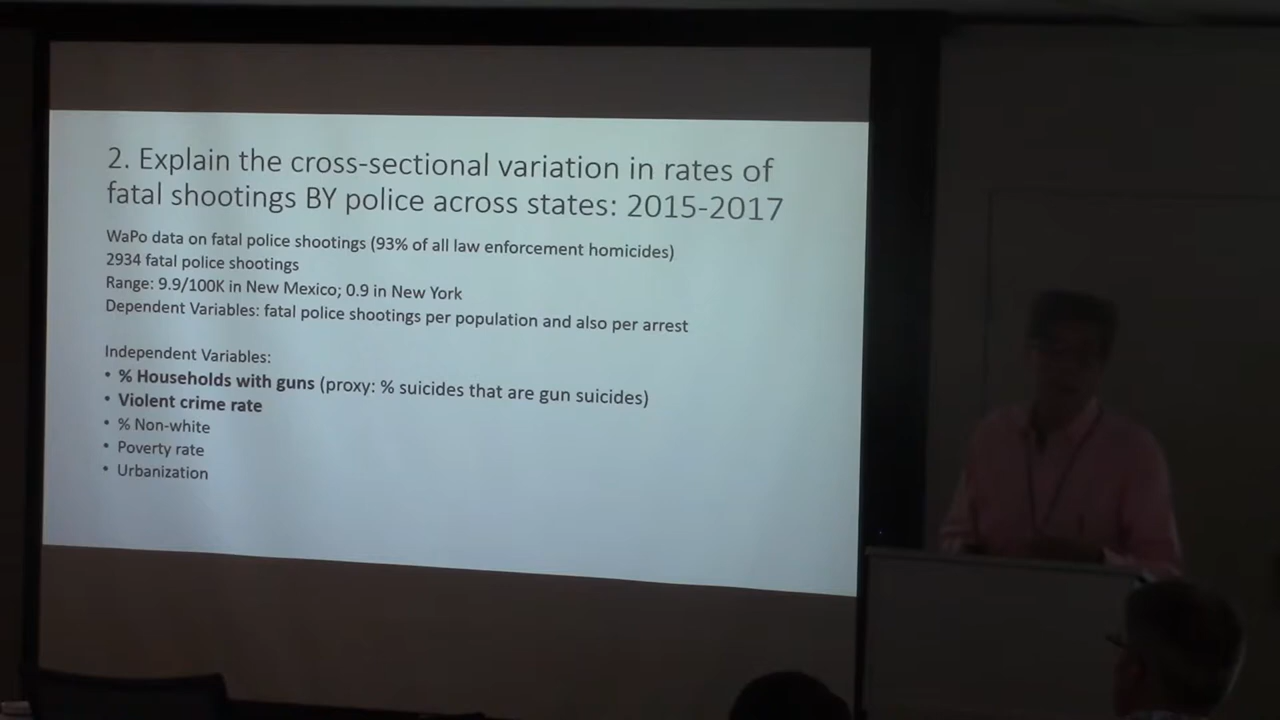 2. Explain the cross-sectional variation in rates of
fatal shootings BY police across states: 2015-2017
WaPo data on fatal police shootings (93% of all law enforcement homicides)
2934 fatal police shootings
Range: 9.9/100K in New Mexico; 0.9 in New York
Dependent Variables: fatal police shootings per population and also per arrest
Independent Variables:
• % Households with guns (proxy: % suicides that are gun suicides)
• Violent crime rate
• % Non-white
• Poverty rate
• Urbanization